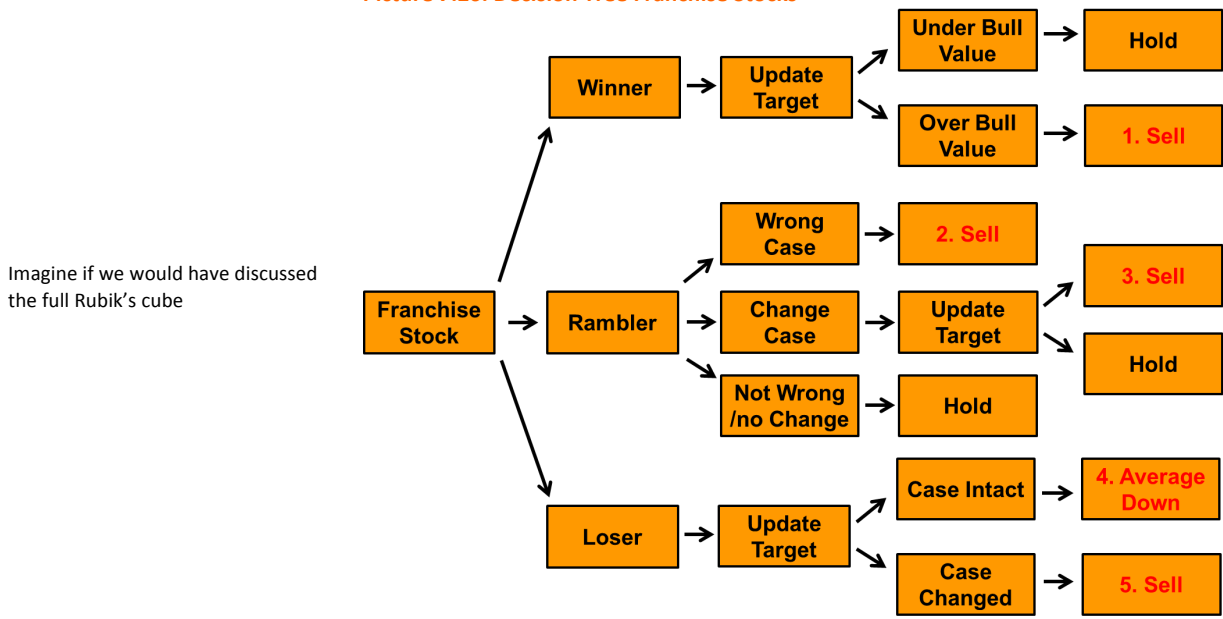 Imagine if we would have discussed
the full Rubik's cube
Franchise
Stock
Winner
Update
Target
Under Bull
Value
Hold
Over Bull
Value
1. Sell
Rambler
Wrong
Case
2. Sell
Change
Case
Update
Target
3. Sell
Hold
Not Wrong
/no Change
Hold
Loser
Update
Target
Case Intact
4. Average
Down
Case
Changed
5. Sell